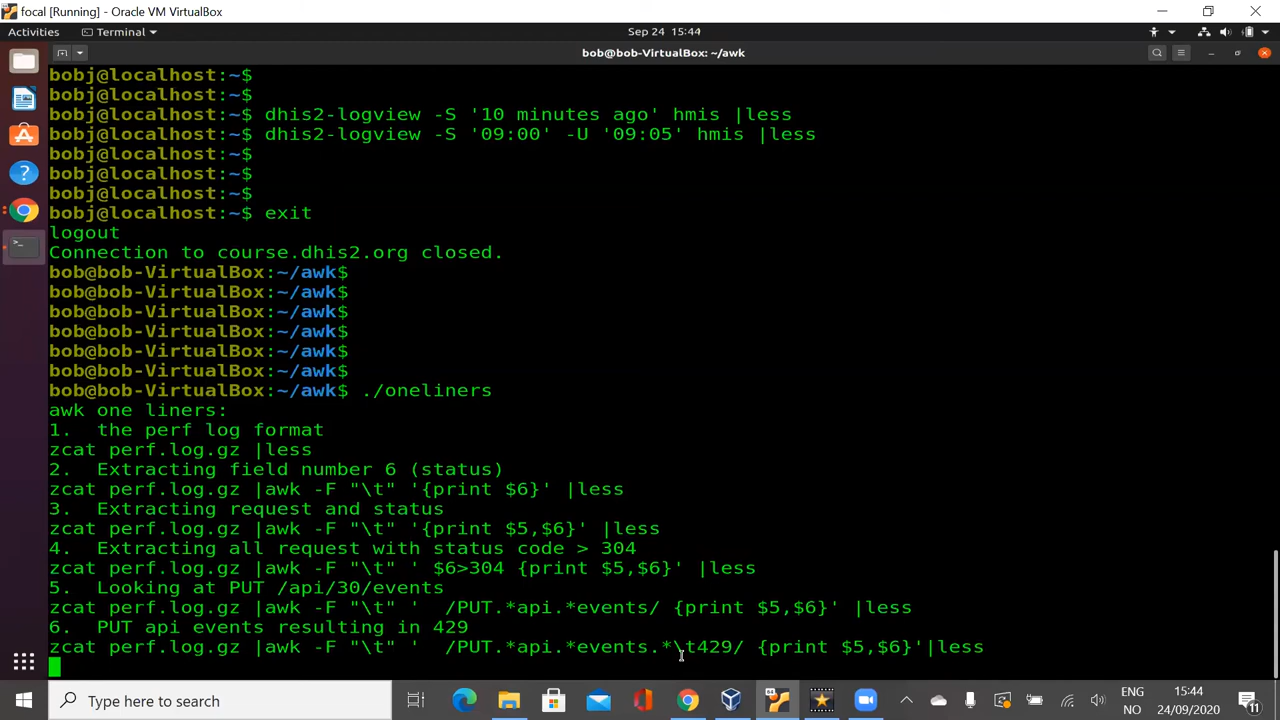 focal [Running] - Oracle VM VirtualBox
Activities
Terminal
Sep 24 15:44
bob@bob-VirtualBox: ~/awk
bobj@localhost:~$
bobj@localhost:~$
bobj@localhost:~$ dhis2-logview -S '10 minutes ago' hmis |less
bobj@localhost:~$ dhis2-logview -S '09:00' -U '09:05' hmis |less
bobj@localhost:~$
bobj@localhost:~$
bobj@localhost:~$
bobj@localhost:~$ exit
logout
Connection to course.dhis2.org closed.
bob@bob-VirtualBox:~/awk$
bob@bob-VirtualBox:~/awk$
bob@bob-VirtualBox:~/awk$
bob@bob-VirtualBox:~/awk$
bob@bob-VirtualBox:~/awk$
bob@bob-VirtualBox:~/awk$
bob@bob-VirtualBox:~/awk$ ./oneliners
awk one liners:
1.  the perf log format
zcat perf.log.gz |less
2.  Extracting field number 6 (status)
zcat perf.log.gz |awk -F "\t" '{print $6}' |less
3.  Extracting request and status
zcat perf.log.gz |awk -F "\t" '{print $5,$6}' |less
4.  Extracting all request with status code > 304
zcat perf.log.gz |awk -F "\t" ' $6>304 {print $5,$6}' |less
5.  Looking at PUT /api/30/events
zcat perf.log.gz |awk -F "\t" '  /PUT.*api.*events/ {print $5,$6}' |less
6.  PUT api events resulting in 429
zcat perf.log.gz |awk -F "\t" '  /PUT.*api.*events.*\t429/ {print $5,$6}'|less
Type here to search
ENG
NO
15:44
24/09/2020
11